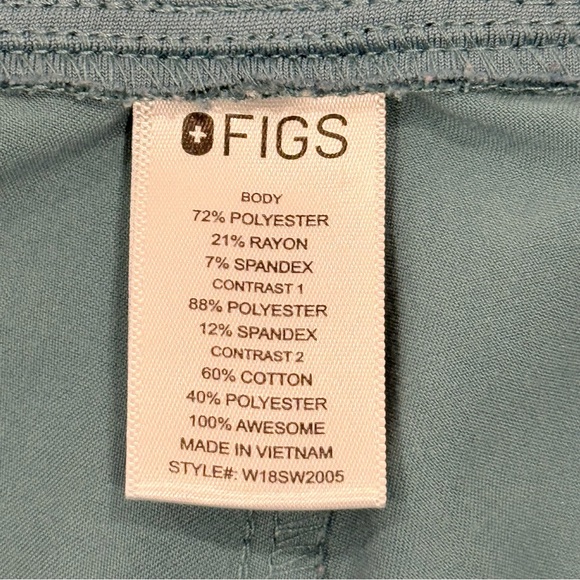 FIGS
BODY
72% POLYESTER
21% RAYON
7% SPANDEX
CONTRAST 1
88% POLYESTER
12% SPANDEX
CONTRAST 2
60% COTTON
40% POLYESTER
100% AWESOME
MADE IN VIETNAM
STYLE#: W18SW2005